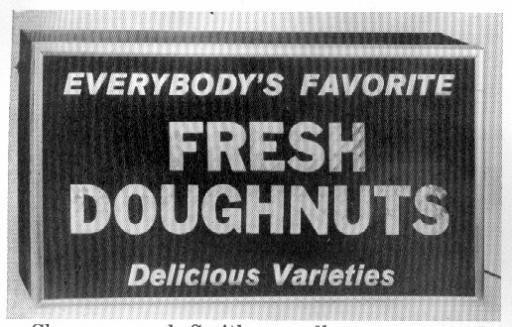 EVERYBODY'S FAVORITE
FRESH
DOUGHNUTS
Delicious Varieties